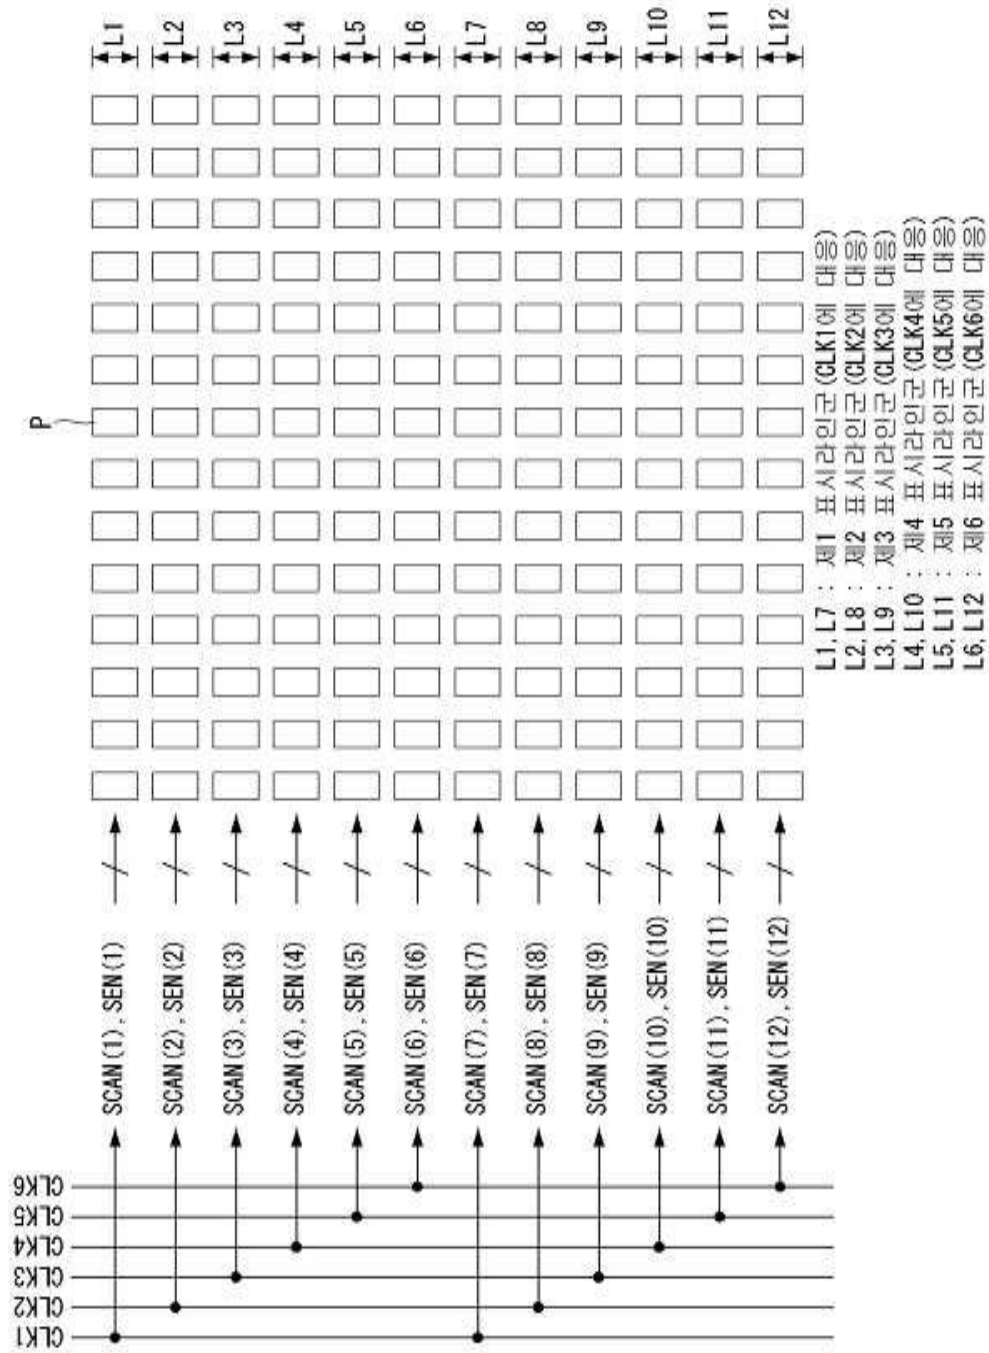 P
CLK1 CLK2 CLK3 CLK4 CLK5 CLK6
SCAN(1), SEN(1) L1
SCAN(2), SEN(2) L2
SCAN(3), SEN(3) L3
SCAN(4), SEN(4) L4
SCAN(5), SEN(5) L5
SCAN(6), SEN(6) L6
SCAN(7), SEN(7) L7
SCAN(8), SEN(8) L8
SCAN(9), SEN(9) L9
SCAN(10), SEN(10) L10
SCAN(11), SEN(11) L11
SCAN(12), SEN(12) L12
L1, L7 : 제1 표시라인군(CLK1에 대응)
L2, L8 : 제2 표시라인군(CLK2에 대응)
L3, L9 : 제3 표시라인군(CLK3에 대응)
L4, L10 : 제4 표시라인군(CLK4에 대응)
L5, L11 : 제5 표시라인군(CLK5에 대응)
L6, L12 : 제6 표시라인군(CLK6에 대응)